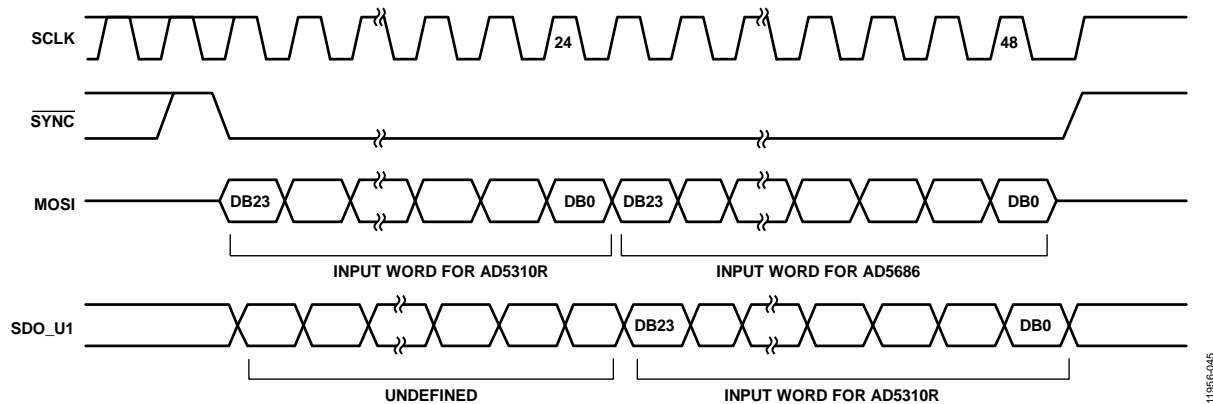 SCLK
24
48
SYNC
MOSI
DB23
DB0
DB23
DB0
INPUT WORD FOR AD5310R
INPUT WORD FOR AD5686
SDO_U1
DB23
DB0
UNDEFINED
INPUT WORD FOR AD5310R
11956-045